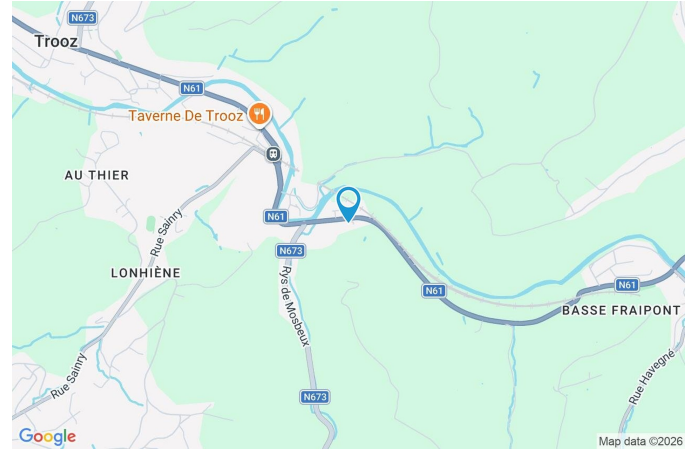 N673
Trooz
N61
Taverne De Trooz
AU THIER
Rue Sainry
N61
N673
LONHIÈNE
Rys de Mosbeux
N61
N61
BASSE FRAIPONT
Rue Sainry
N673
Rue Havegné
Google
Map data ©2026